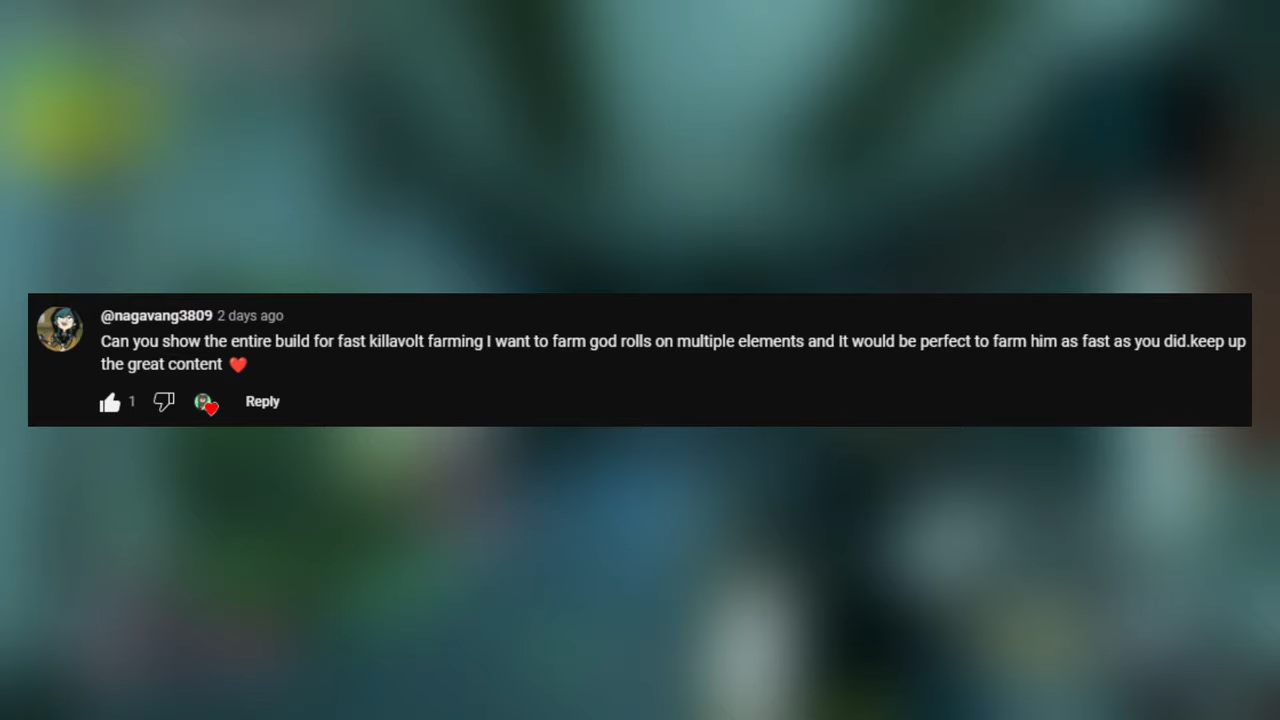 @nagavang3809 2 days ago
Can you show the entire build for fast killavolt farming I want to farm god rolls on multiple elements and It would be perfect to farm him as fast as you did.keep up
the great content ❤️
1 Reply